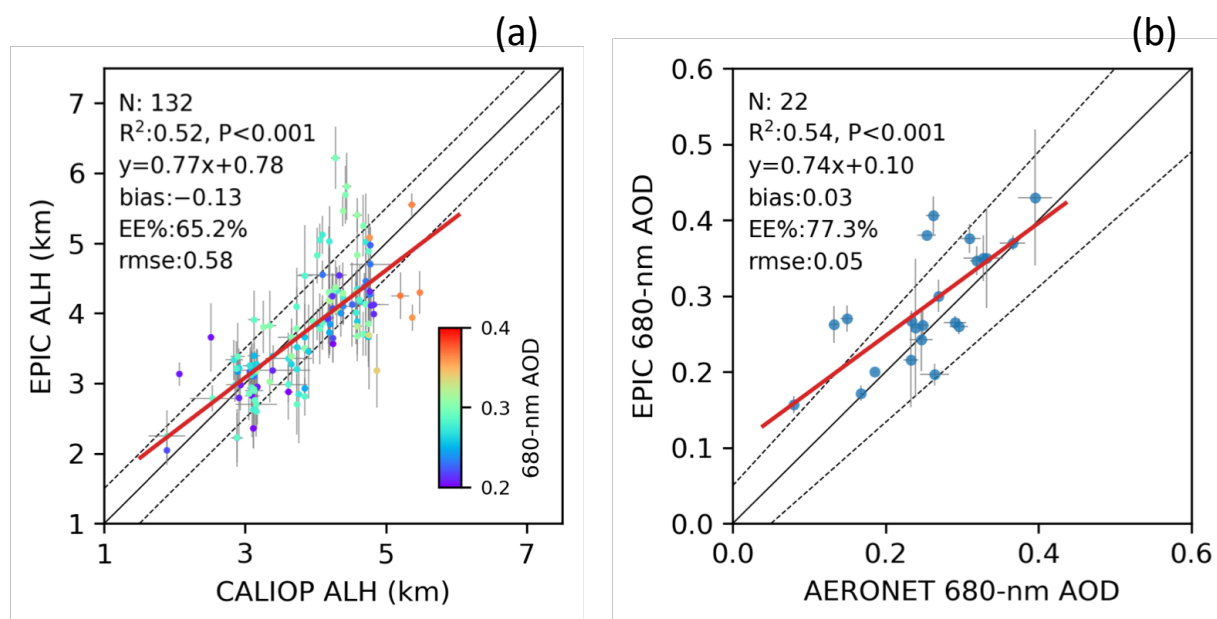 (a)
N: 132
R²:0.52, P<0.001
y=0.77x+0.78
bias:−0.13
EE%:65.2%
rmse:0.58
7
6
5
4
3
2
1
EPIC ALH (km)
1 3 5 7
CALIOP ALH (km)
0.4
0.3
0.2
680-nm AOD
(b)
N: 22
R²:0.54, P<0.001
y=0.74x+0.10
bias:0.03
EE%:77.3%
rmse:0.05
0.6
0.5
0.4
0.3
0.2
0.1
0.0
EPIC 680-nm AOD
0.0 0.2 0.4 0.6
AERONET 680-nm AOD